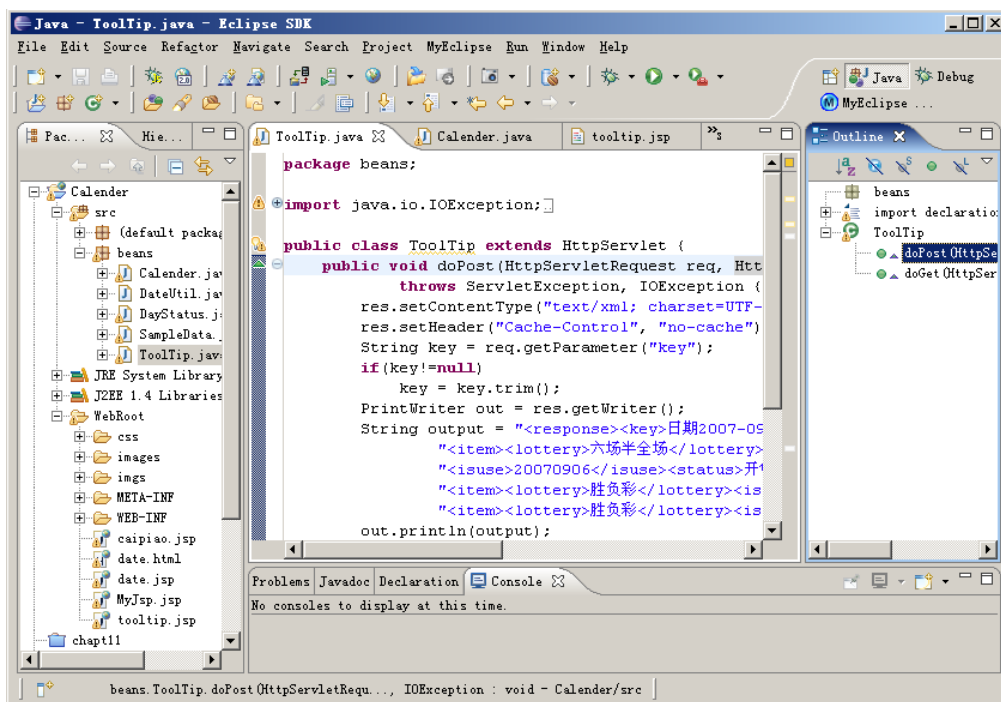 Java - ToolTip.java - Eclipse SDK
File Edit Source Refactor Navigate Search Project MyEclipse Run Window Help
Java Debug
MyEclipse ...
Pac... Hie...
ToolTip.java Calender.java tooltip.jsp »3
Outline
Calender
src
(default packag
beans
Calender.jav
DateUtil.jav
DayStatus.j
SampleData.
ToolTip.jav
JRE System Library
J2EE 1.4 Libraries
WebRoot
css
images
imgs
META-INF
WEB-INF
caipiao.jsp
date.html
date.jsp
MyJsp.jsp
tooltip.jsp
chapt11
package beans;
import java.io.IOException;
public class ToolTip extends HttpServlet {
public void doPost(HttpServletRequest req, Htt
throws ServletException, IOException {
res.setContentType("text/xml; charset=UTF-
res.setHeader("Cache-Control", "no-cache")
String key = req.getParameter("key");
if(key!=null)
key = key.trim();
PrintWriter out = res.getWriter();
String output = "<response><key>日期2007-09
"<item><lottery>六场半全场</lottery>
"<isuse>20070906</isuse><status>开
"<item><lottery>胜负彩</lottery><is
"<item><lottery>胜负彩</lottery><is
out.println(output);
beans
import declaratio
ToolTip
doPost(HttpSe
doGet(HttpSer
Problems Javadoc Declaration Console
No consoles to display at this time.
beans.ToolTip.doPost(HttpServletRequ..., IOException : void - Calender/src